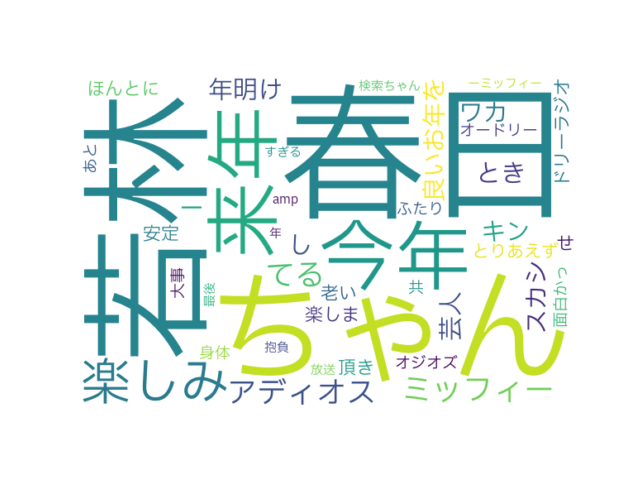 ほんとに
年明け
検索ちゃん
ーミッフィー
若林
来年
春日
良いお年を
ワカ
オードリー
ドリーラジオ
あと
すぎる
とき
amp
ー
ふたり
年
安定
し
今年
キン
とりあえず
せ
大事
最後
てる
老い
共
楽しま
芸人
スカシ
面白かっ
ちゃん
身体
抱負
放送
頂き
オジオズ
楽しみ
アディオス
ミッフィー